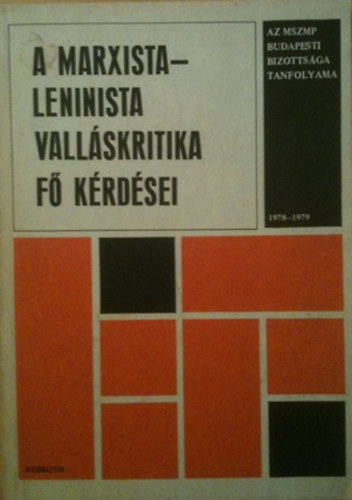 A MARXISTA–
LENINISTA
VALLÁSKRITIKA
FŐ KÉRDÉSEI
AZ MSZMP
BUDAPESTI
BIZOTTSÁGA
TANFOLYAMA
1978–1979
KOSSUTH